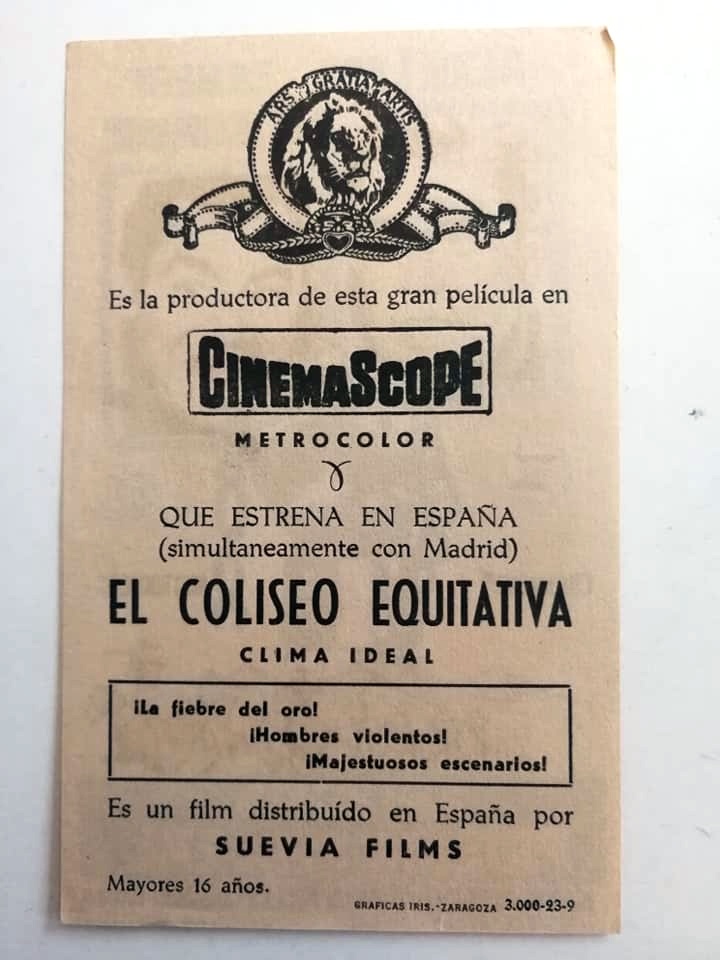 ARS GRATIA ARTIS
Es la productora de esta gran película en
CINEMASCOPE
METROCOLOR
QUE ESTRENA EN ESPAÑA
(simultaneamente con Madrid)
EL COLISEO EQUITATIVA
CLIMA IDEAL
¡La fiebre del oro!
¡Hombres violentos!
¡Majestuosos escenarios!
Es un film distribuído en España por
SUEVIA FILMS
Mayores 16 años.
GRAFICAS IRIS.-ZARAGOZA 3.000-23-9